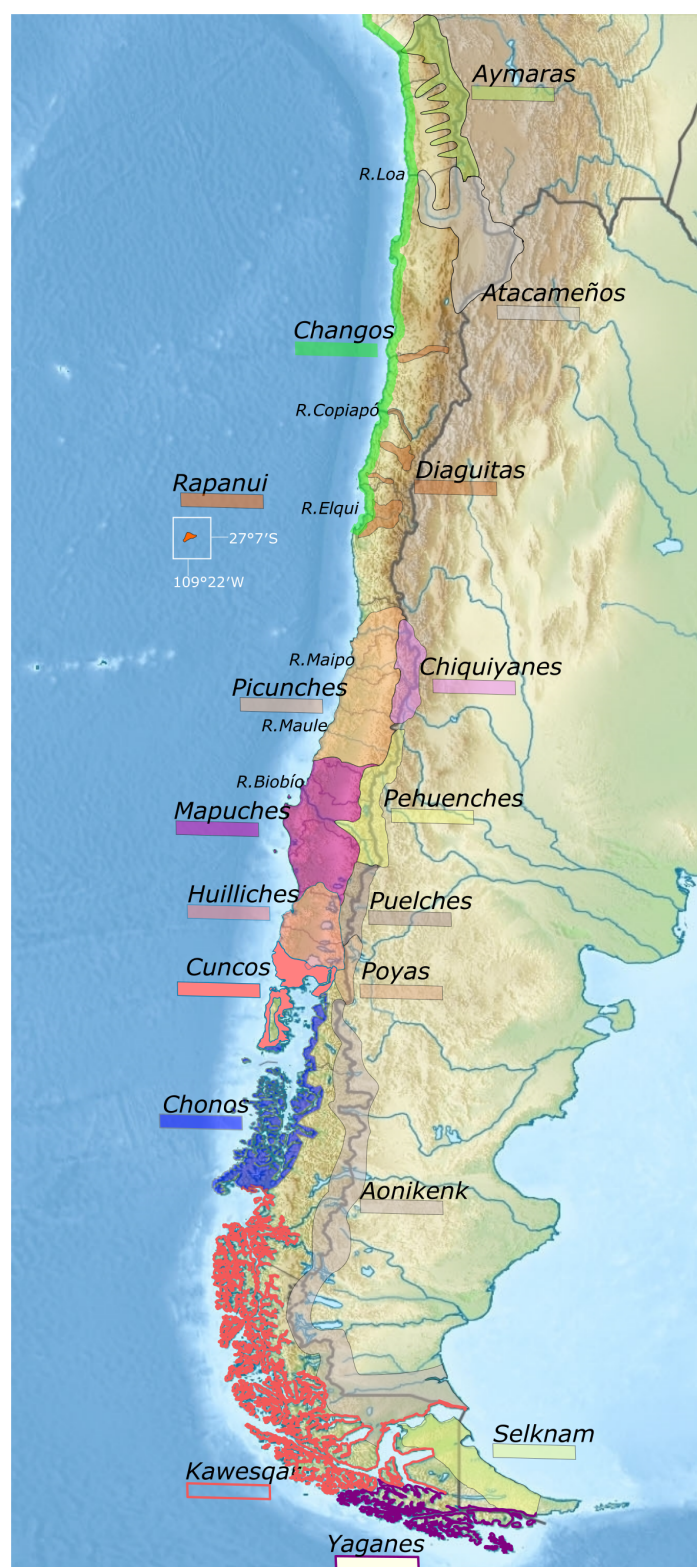 Aymaras
R.Loa
Atacameños
Changos
R.Copiapó
Diaguitas
Rapanui
R.Elqui
27°7’S
109°22’W
R.Maipo
Chiquiyanes
Picunches
R.Maule
R.Biobío
Pehuenches
Mapuches
Huilliches
Puelches
Cuncos
Poyas
Chonos
Aonikenk
Selknam
Kawesqar
Yaganes